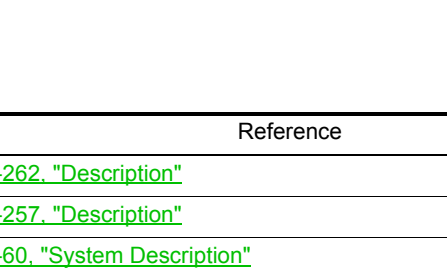 Reference
-262, "Description"
-257, "Description"
-60, "System Description"